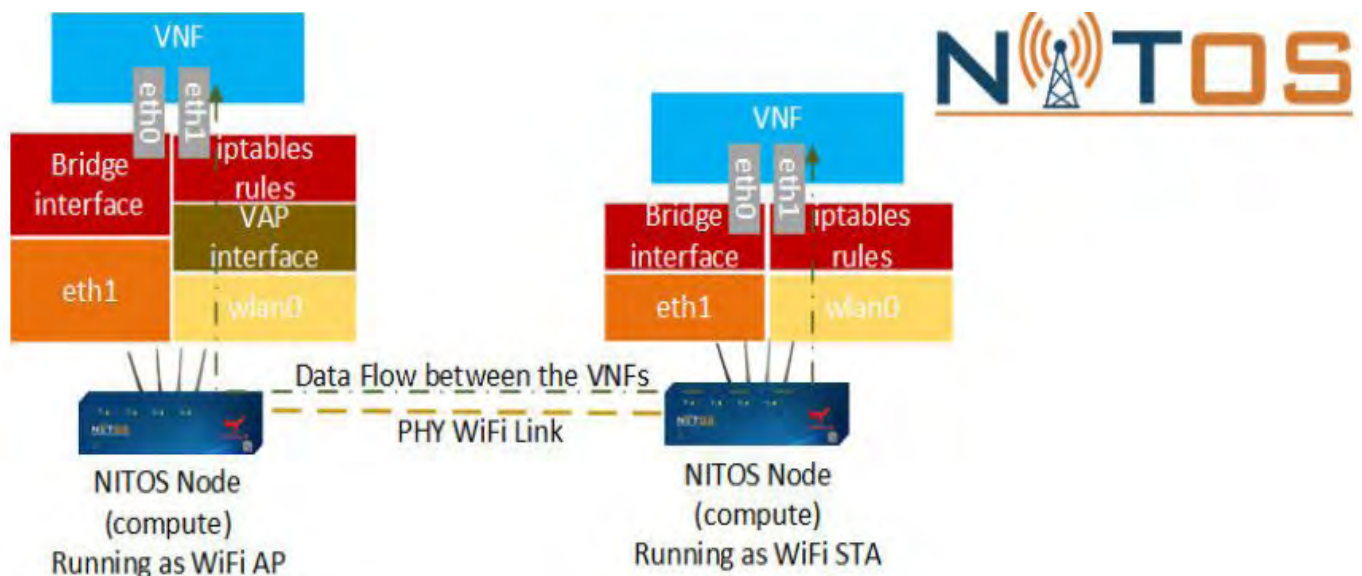 VNF
eth0
eth1
Bridge
interface
iptables
rules
VAP
interface
eth1
wlan0
NITOS
VNF
eth0
eth1
Bridge
interface
iptables
rules
eth1
wlan0
Data Flow between the VNFs
PHY WiFi Link
NITOS
NITOS Node
(compute)
Running as WiFi AP
NITOS
NITOS Node
(compute)
Running as WiFi STA